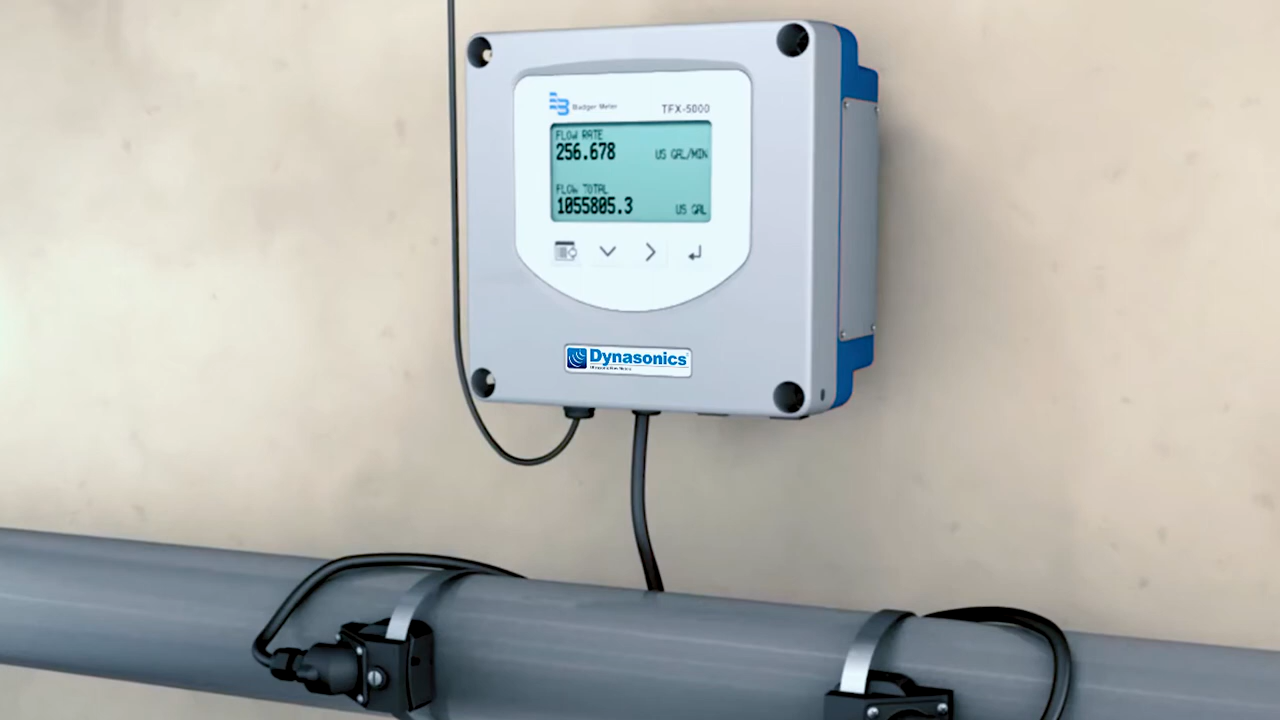 Badger Meter
TFX-5000
FLOW RATE
256.678 US GAL/MIN
FLOW TOTAL
1055805.3 US GAL
Dynasonics